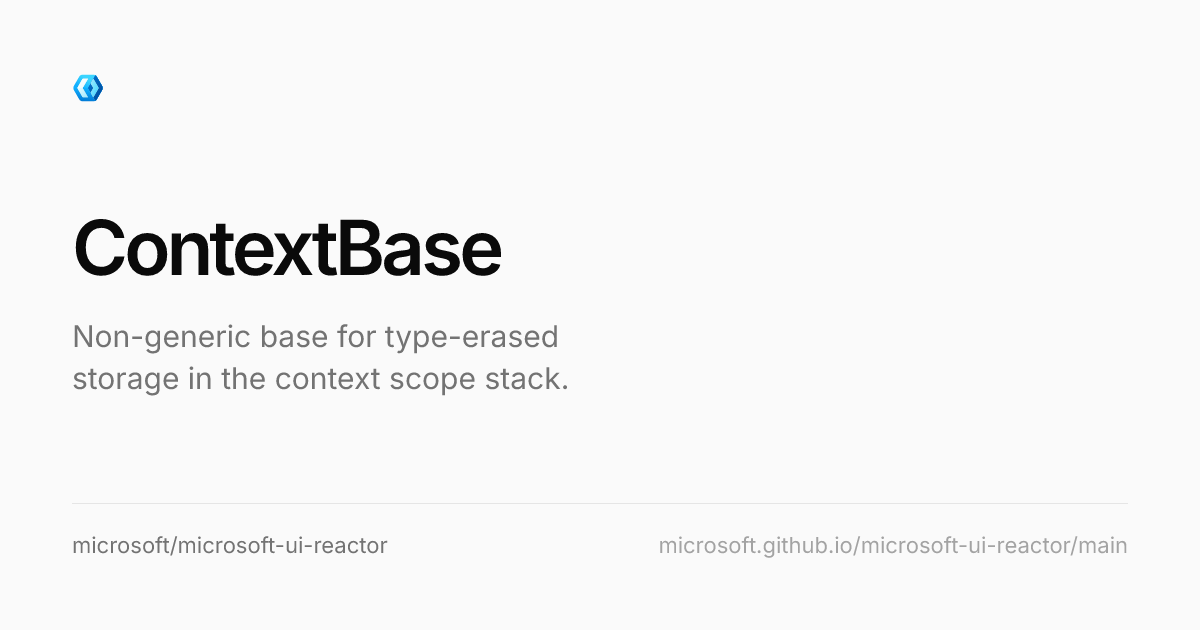 ContextBase
Non-generic base for type-erased
storage in the context scope stack.
microsoft/microsoft-ui-reactor
microsoft.github.io/microsoft-ui-reactor/main